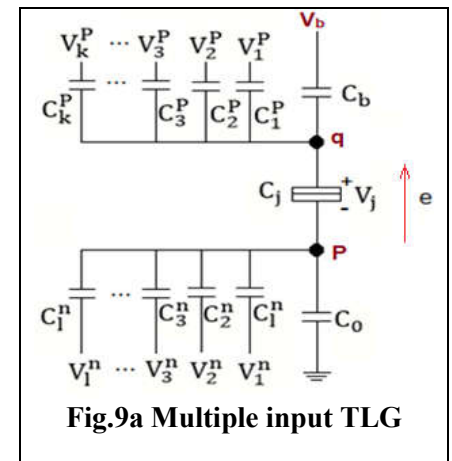 V_b
V_k^P ... V_3^P V_2^P V_1^P
C_k^P ... C_3^P C_2^P C_1^P C_b
q
C_j + V_j e
-
P
C_l^n ... C_3^n C_2^n C_l^n C_o
V_l^n ... V_3^n V_2^n V_1^n
Fig.9a Multiple input TLG